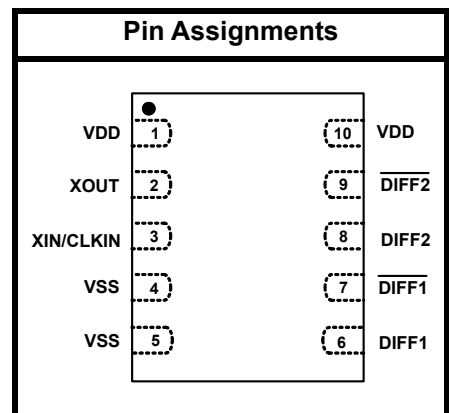 Pin Assignments
VDD 1 10 VDD
XOUT 2 9 DIFF2
XIN/CLKIN 3 8 DIFF2
VSS 4 7 DIFF1
VSS 5 6 DIFF1